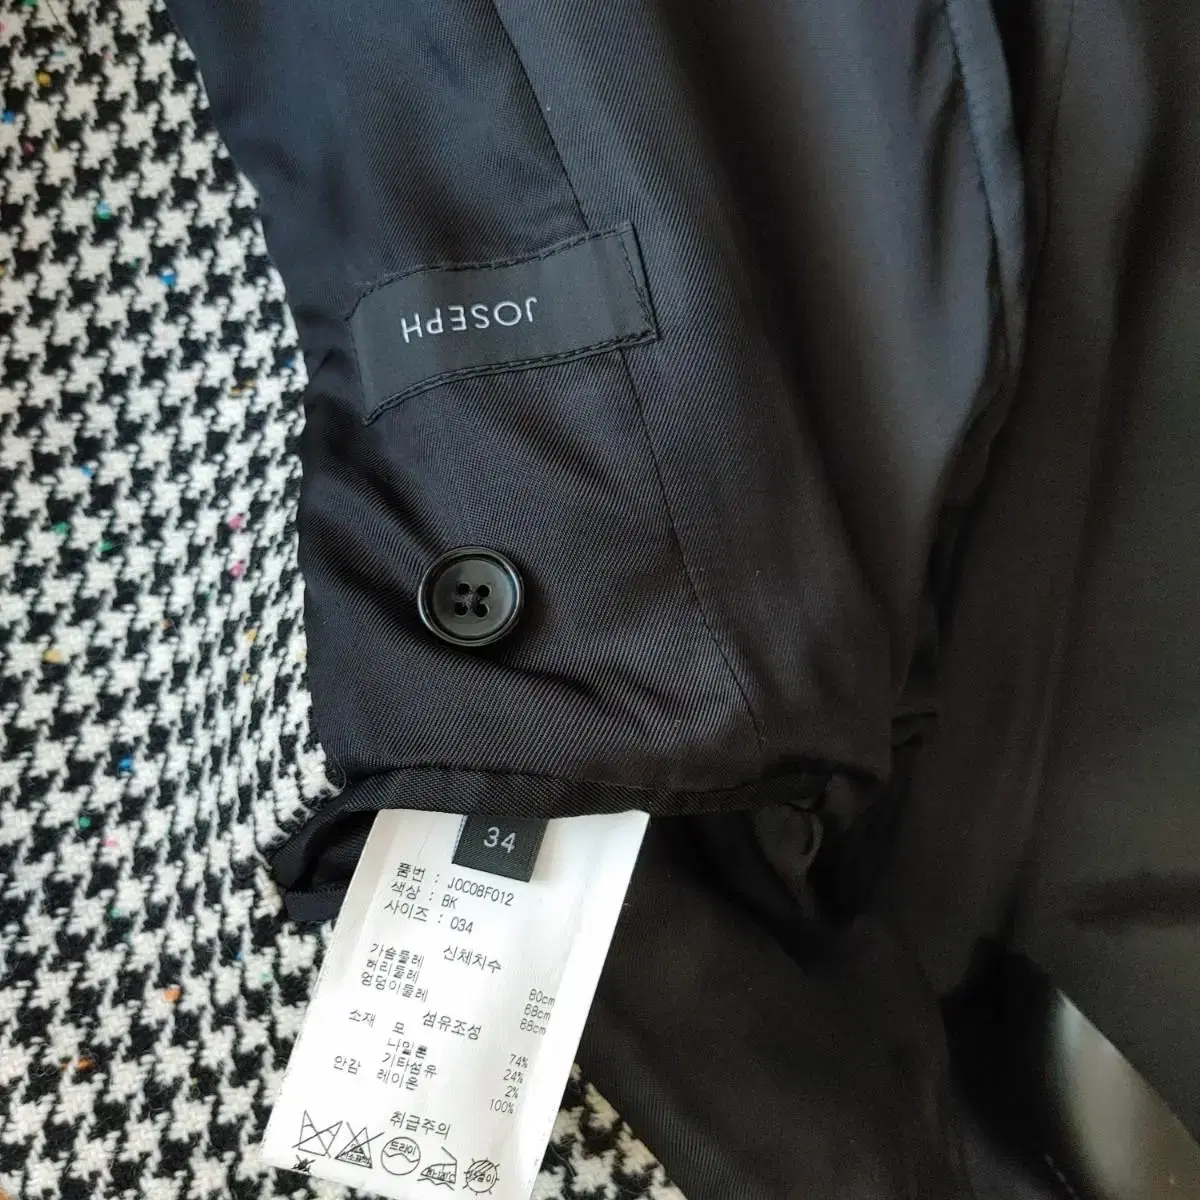 JOSEPH
34
품번 : JOC08F012
색상 : BK
사이즈 : 034
신체치수
가슴둘레 80cm
허리둘레 68cm
엉덩이둘레 88cm
섬유조성
소재 모 74%
나일론 24%
기타섬유 2%
안감 레이온 100%
취급주의
드라이